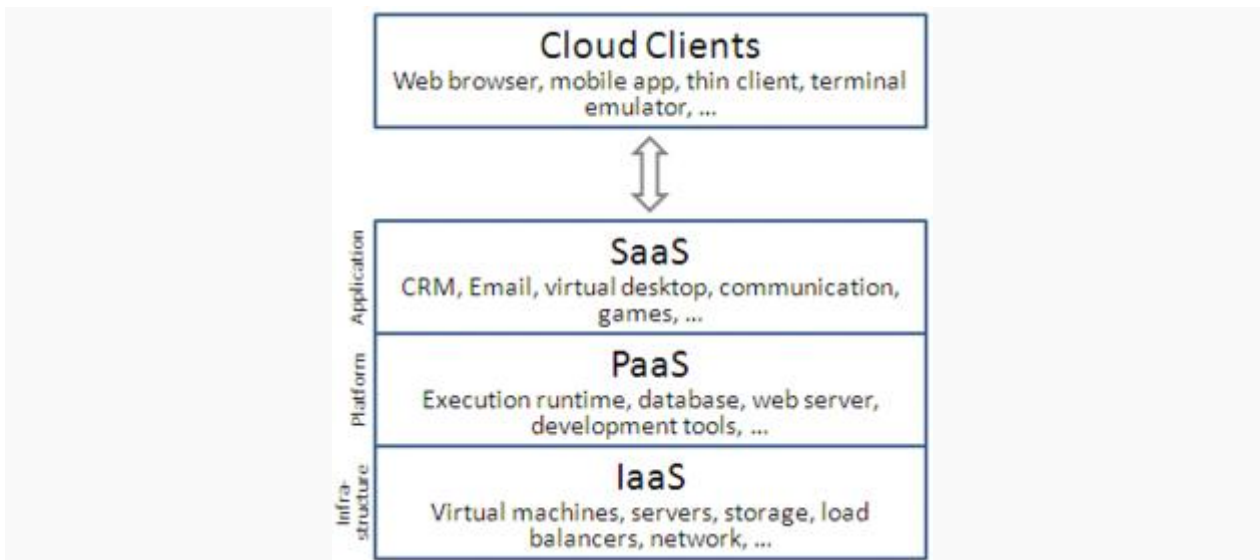 Cloud Clients
Web browser, mobile app, thin client, terminal
emulator, ...
Application
SaaS
CRM, Email, virtual desktop, communication,
games, ...
Platform
PaaS
Execution runtime, database, web server,
development tools, ...
Infra-
structure
IaaS
Virtual machines, servers, storage, load
balancers, network, ...